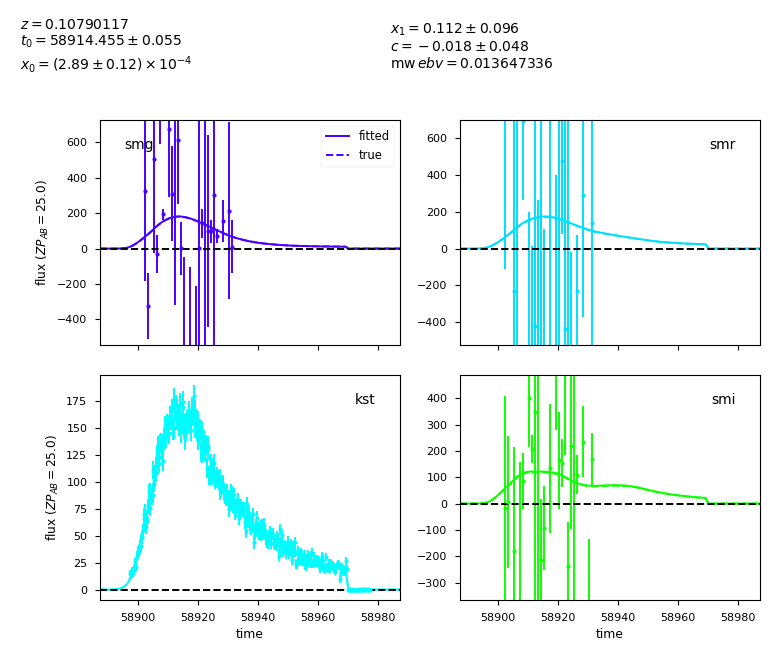 z = 0.10790117
t0 = 58914.455 ± 0.055
x0 = (2.89 ± 0.12) × 10^−4
x1 = 0.112 ± 0.096
c = −0.018 ± 0.048
mw ebv = 0.013647336
smg
fitted
true
600
400
200
0
−200
−400
flux (ZP_AB = 25.0)
smr
600
400
200
0
−200
−400
kst
175
150
125
100
75
50
25
0
flux (ZP_AB = 25.0)
58900 58920 58940 58960 58980
time
smi
400
300
200
100
0
−100
−200
−300
58900 58920 58940 58960 58980
time